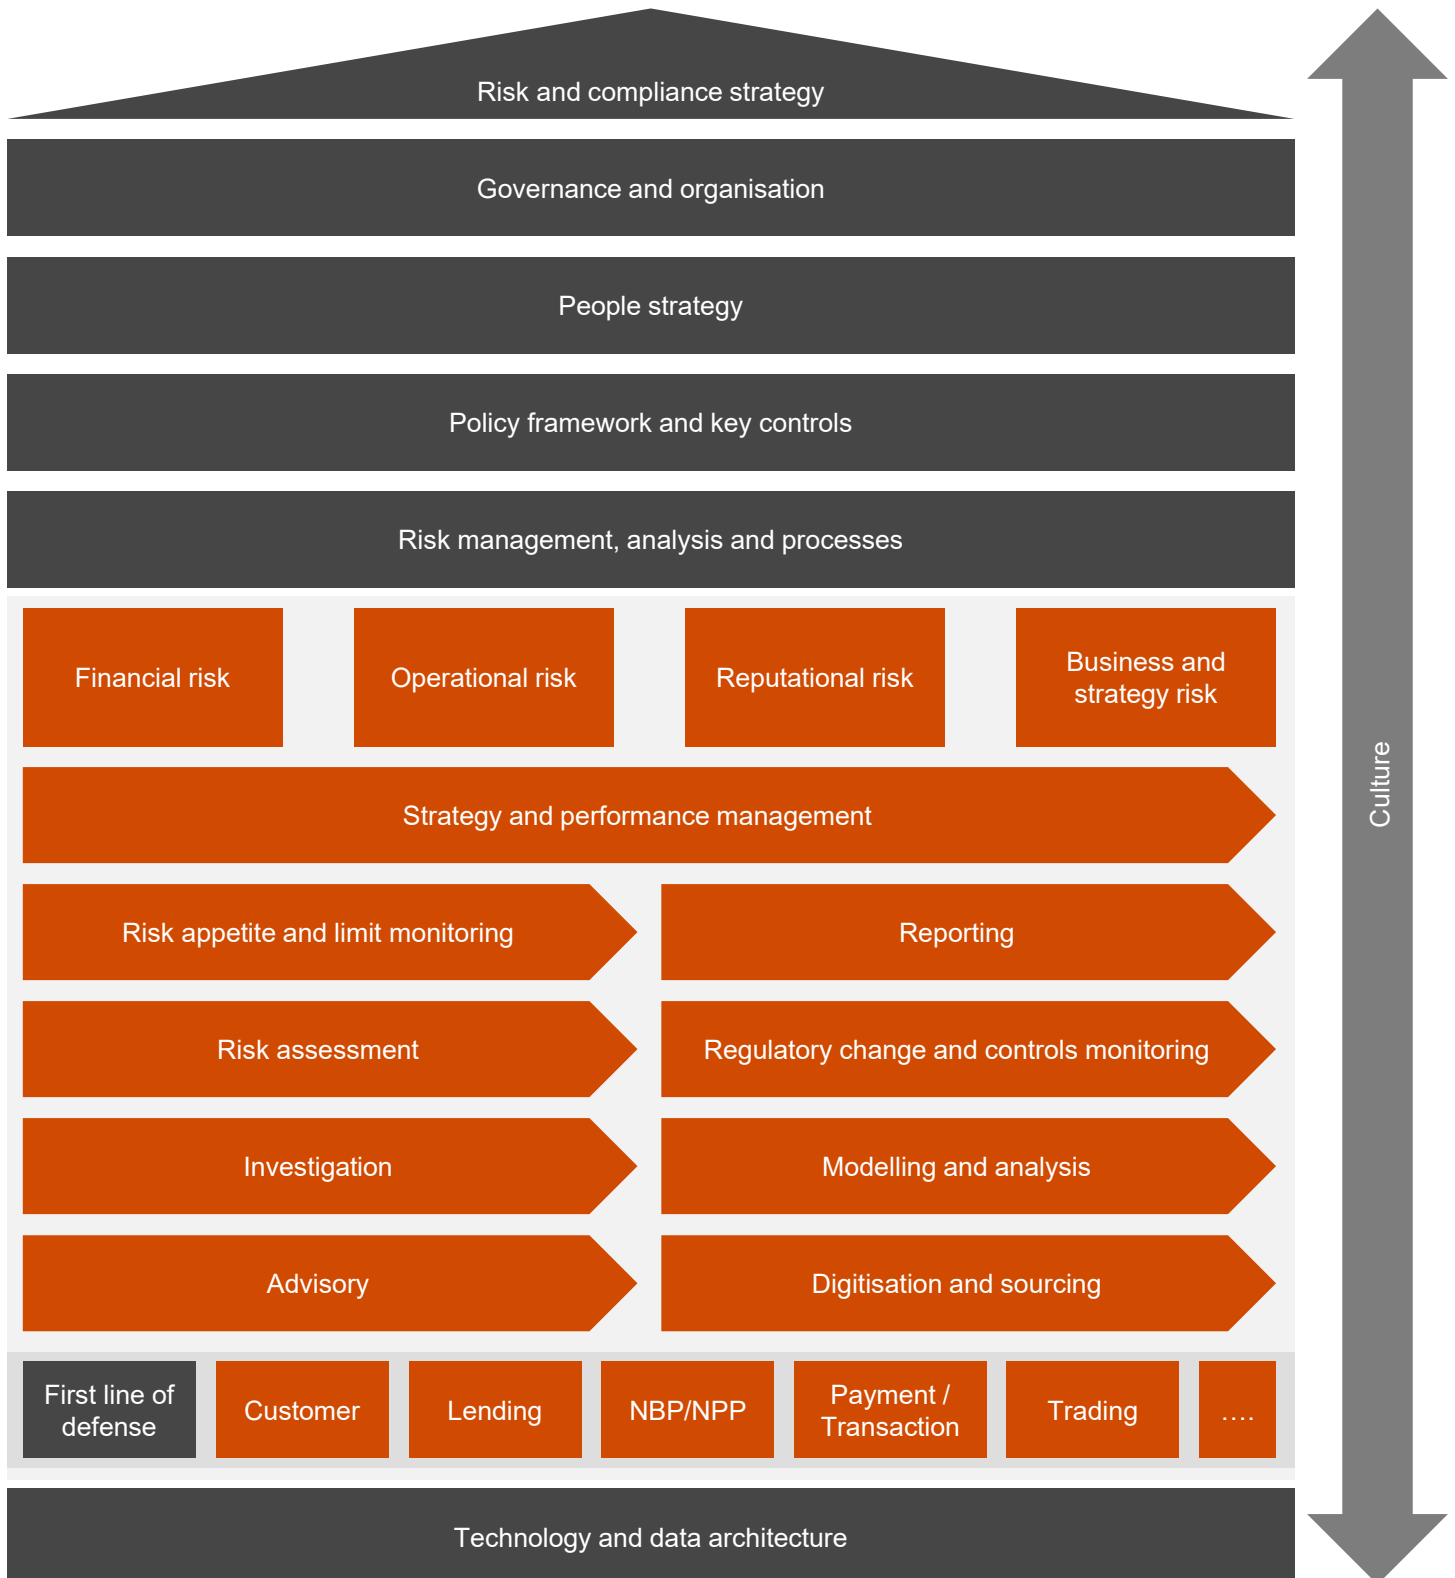 Risk and compliance strategy
Governance and organisation
People strategy
Policy framework and key controls
Risk management, analysis and processes
Financial risk
Operational risk
Reputational risk
Business and
strategy risk
Strategy and performance management
Risk appetite and limit monitoring
Reporting
Risk assessment
Regulatory change and controls monitoring
Investigation
Modelling and analysis
Advisory
Digitisation and sourcing
First line of
defense
Customer
Lending
NBP/NPP
Payment /
Transaction
Trading
….
Technology and data architecture
Culture